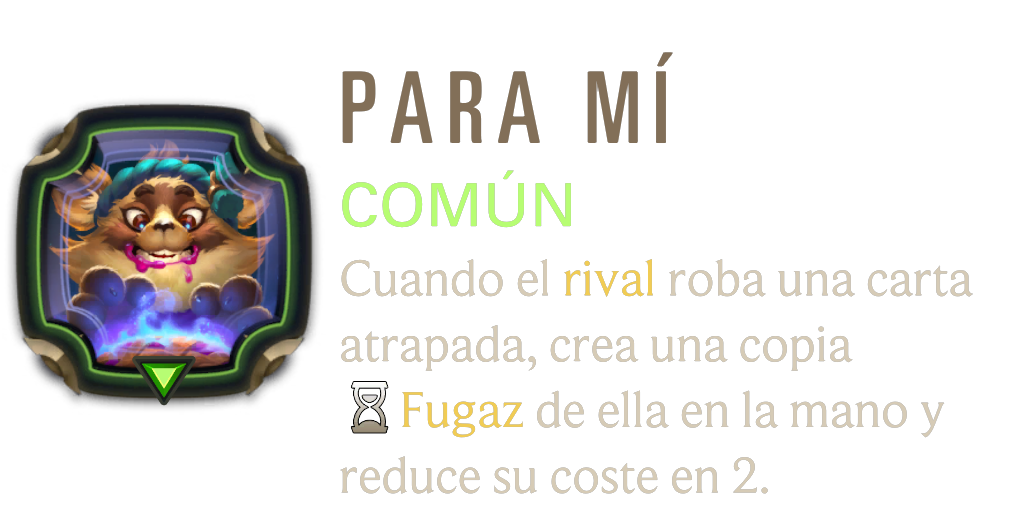 PARA MÍ
COMÚN
Cuando el rival roba una carta
atrapada, crea una copia
Fugaz de ella en la mano y
reduce su coste en 2.